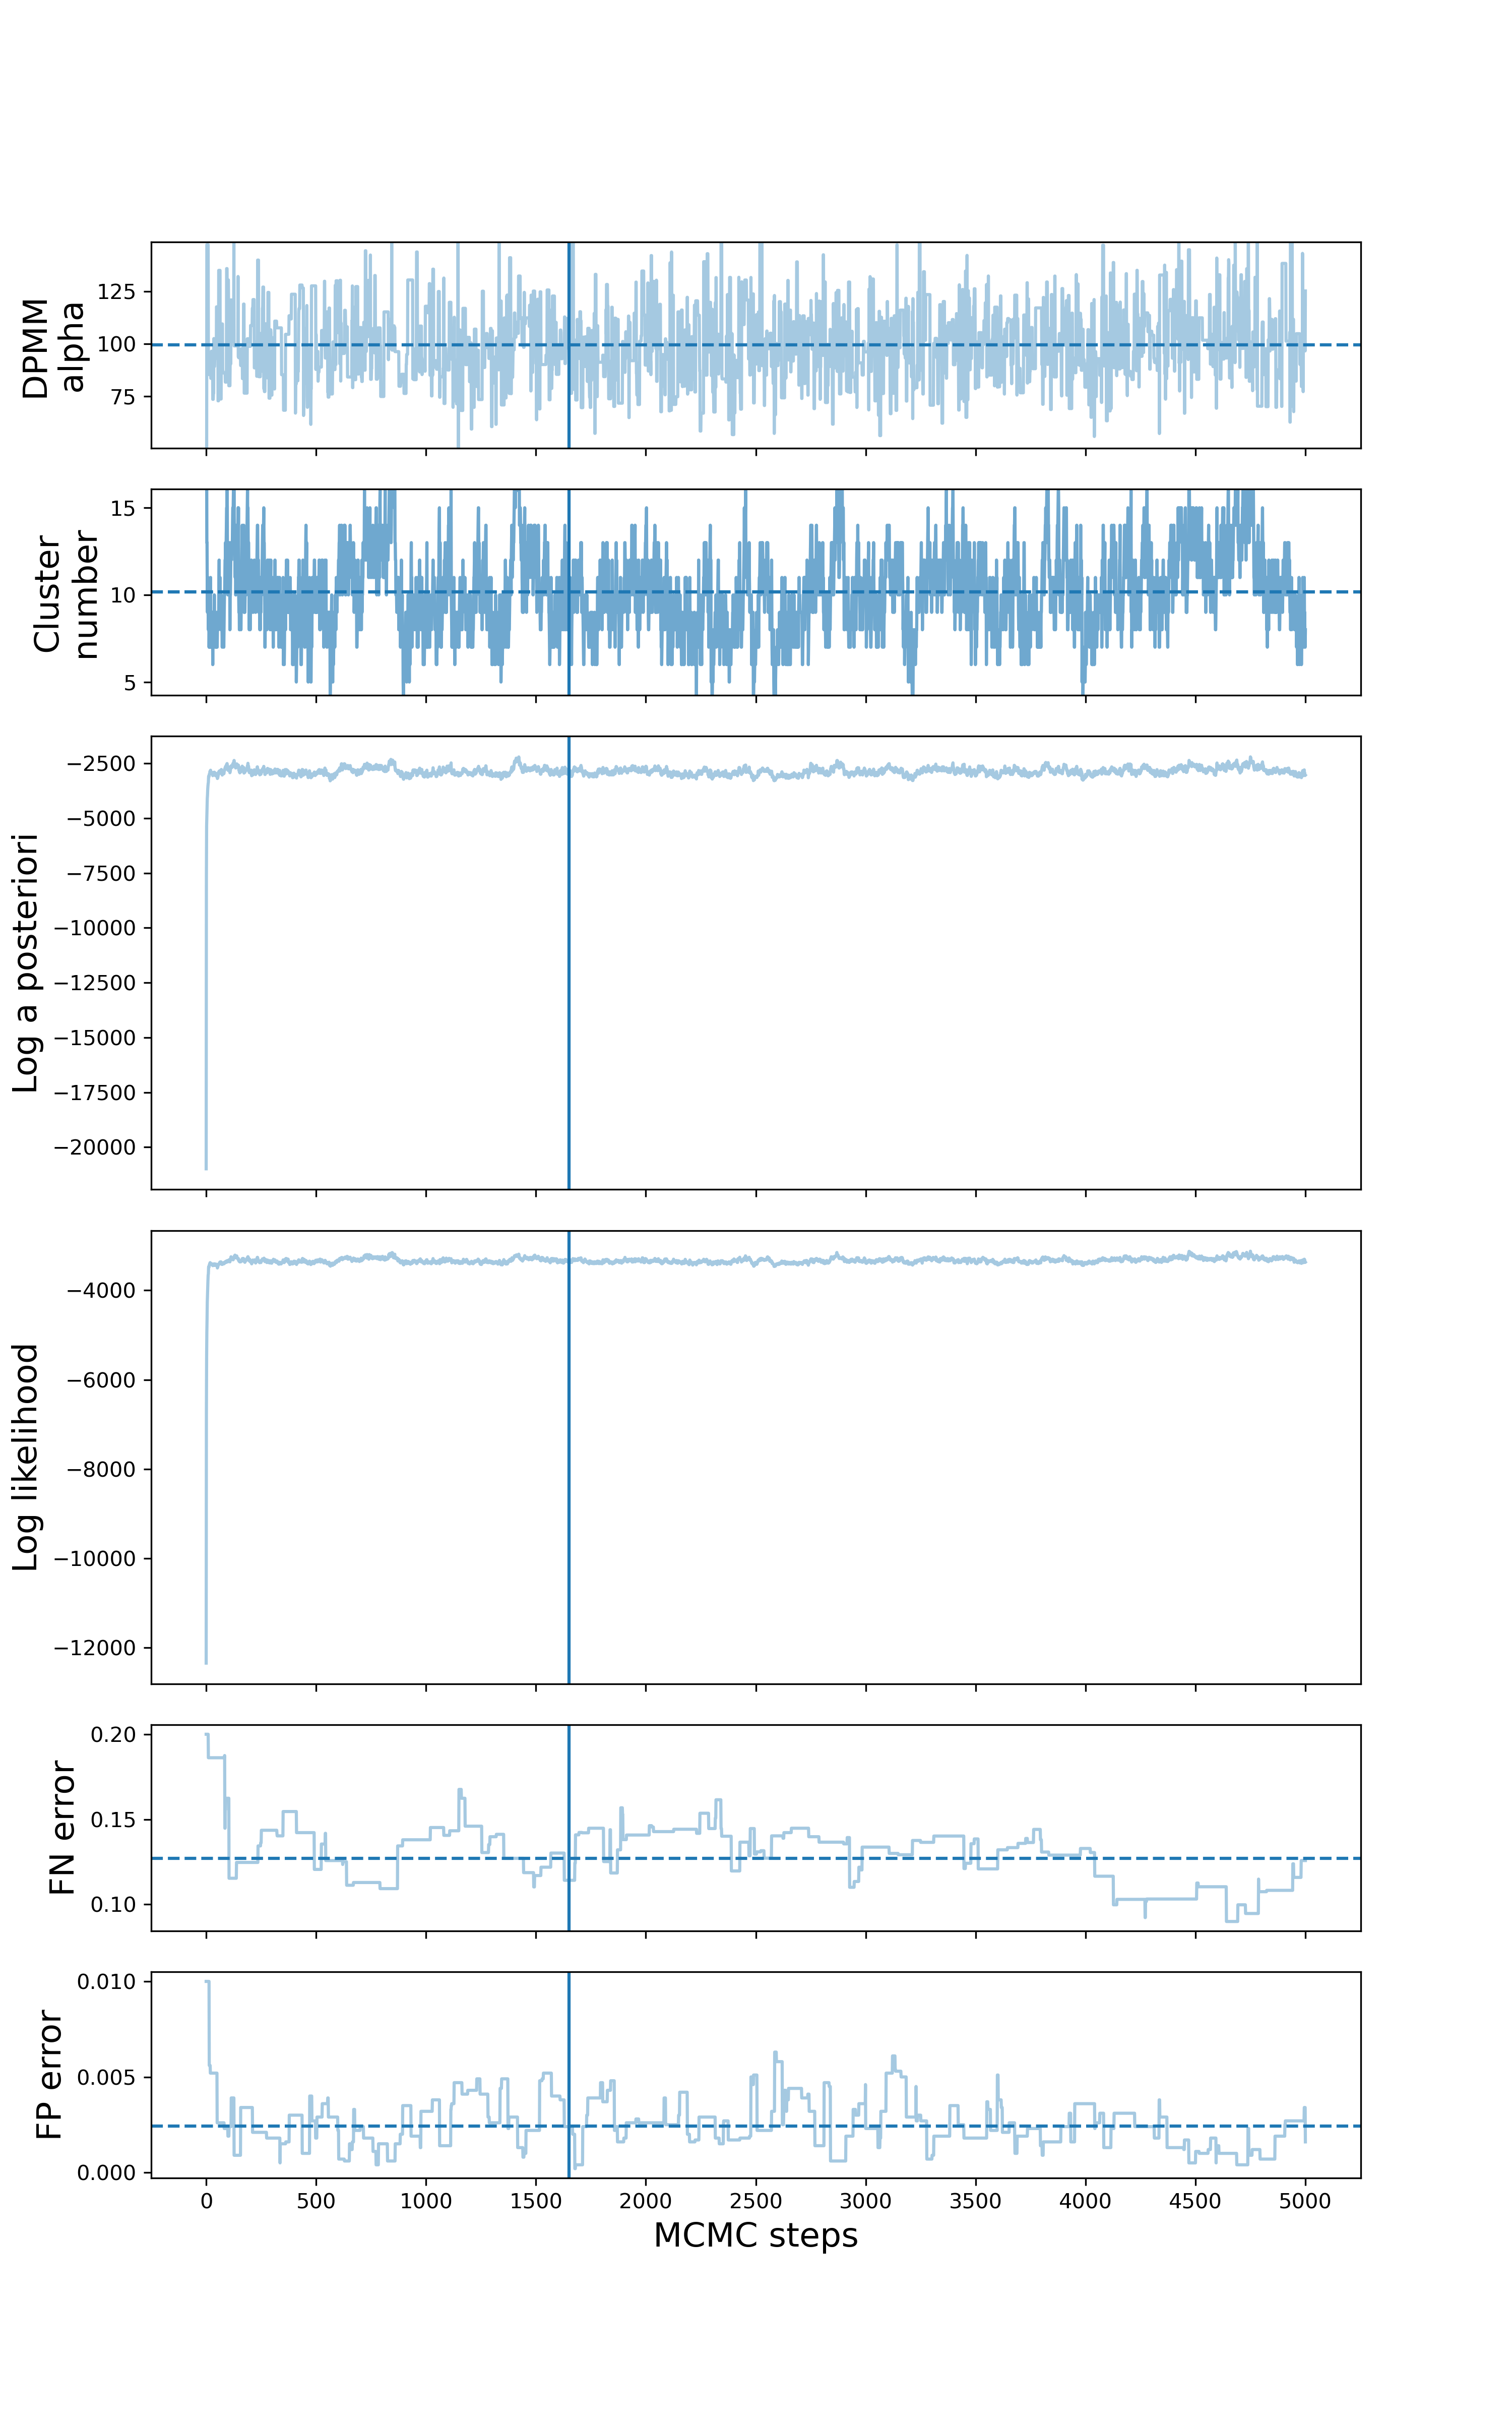 DPMM
alpha
125
100
75
Cluster
number
15
10
5
Log a posteriori
−2500
−5000
−7500
−10000
−12500
−15000
−17500
−20000
Log likelihood
−4000
−6000
−8000
−10000
−12000
FN error
0.20
0.15
0.10
FP error
0.010
0.005
0.000
0 500 1000 1500 2000 2500 3000 3500 4000 4500 5000
MCMC steps